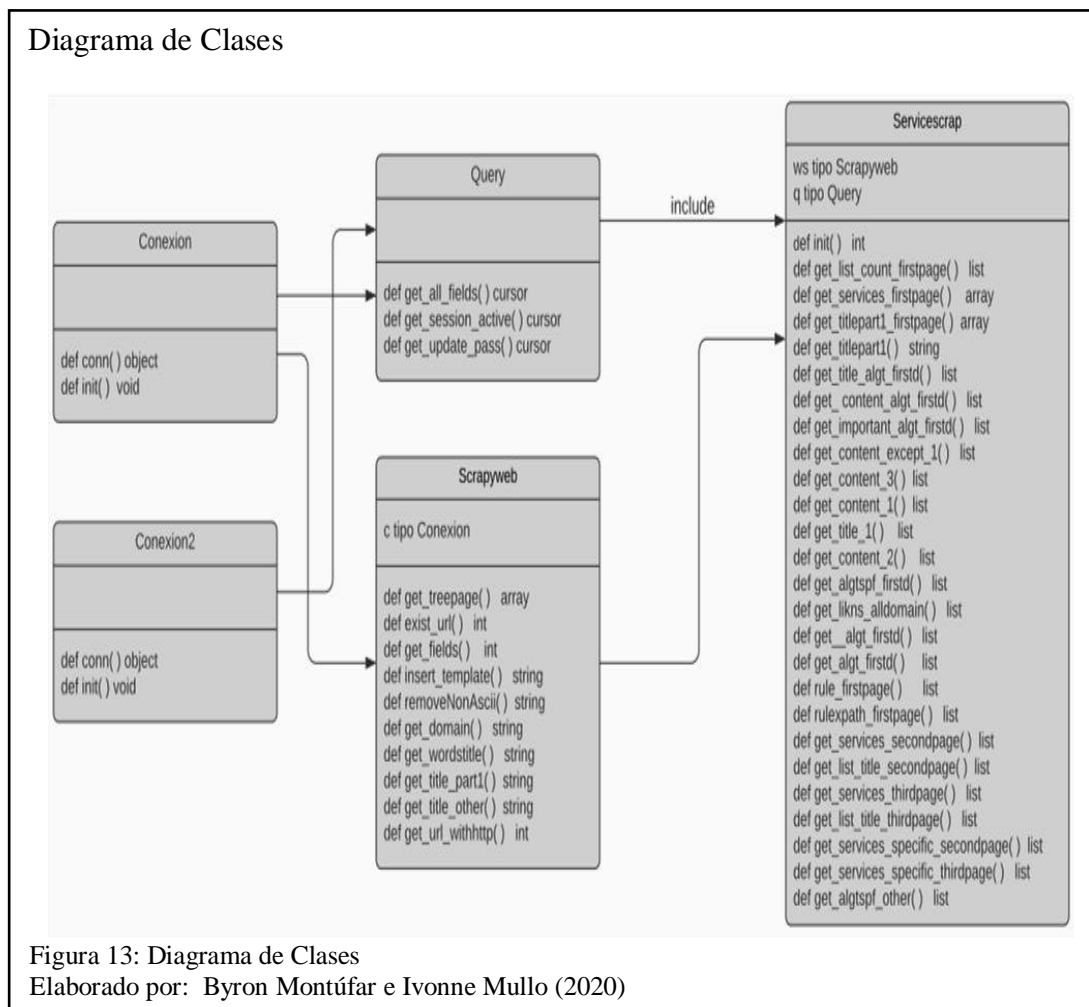 Diagrama de Clases
Conexion
def conn( ) object
def init( )  void
Conexion2
def conn( ) object
def init( ) void
Query
def get_all_fields( ) cursor
def get_session_active( ) cursor
def get_update_pass( ) cursor
include
Scrapyweb
c tipo Conexion
def get_treepage( )  array
def exist_url( )  int
def get_fields( )  int
def insert_template( )  string
def removeNonAscii( ) string
def get_domain( )  string
def get_wordstitle( )  string
def get_title_part1( ) string
def get_title_other( ) string
def get_url_withhttp( )  int
Servicescrap
ws tipo Scrapyweb
q tipo Query
def init( )  int
def get_list_count_firstpage( )  list
def get_services_firstpage( )  array
def get_titlepart1_firstpage( ) array
def get_titlepart1( )  string
def get_title_algt_firstd( )  list
def get_ content_algt_firstd( )  list
def get_important_algt_firstd( )  list
def get_content_except_1( )  list
def get_content_3( ) list
def get_content_1( ) list
def get_title_1( )  list
def get_content_2( )  list
def get_algtspf_firstd( )  list
def get_likns_alldomain( )  list
def get__algt_firstd( )  list
def get_algt_firstd( )  list
def rule_firstpage( )  list
def rulexpath_firstpage( )  list
def get_services_secondpage( ) list
def get_list_title_secondpage( ) list
def get_services_thirdpage( )  list
def get_list_title_thirdpage( )  list
def get_services_specific_secondpage( ) list
def get_services_specific_thirdpage( )  list
def get_algtspf_other( )  list
Figura 13: Diagrama de Clases
Elaborado por:  Byron Montúfar e Ivonne Mullo (2020)